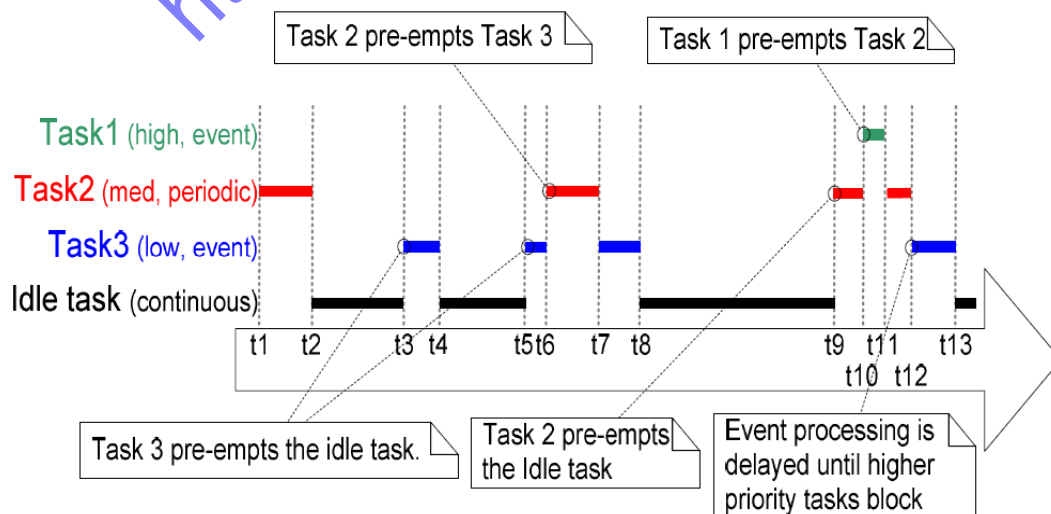 Task 2 pre-empts Task 3
Task 1 pre-empts Task 2
Task1 (high, event)
Task2 (med, periodic)
Task3 (low, event)
Idle task (continuous)
t1 t2 t3 t4 t5 t6 t7 t8 t9 t11 t13
t10 t12
Task 3 pre-empts the idle task.
Task 2 pre-empts
the Idle task
Event processing is
delayed until higher
priority tasks block